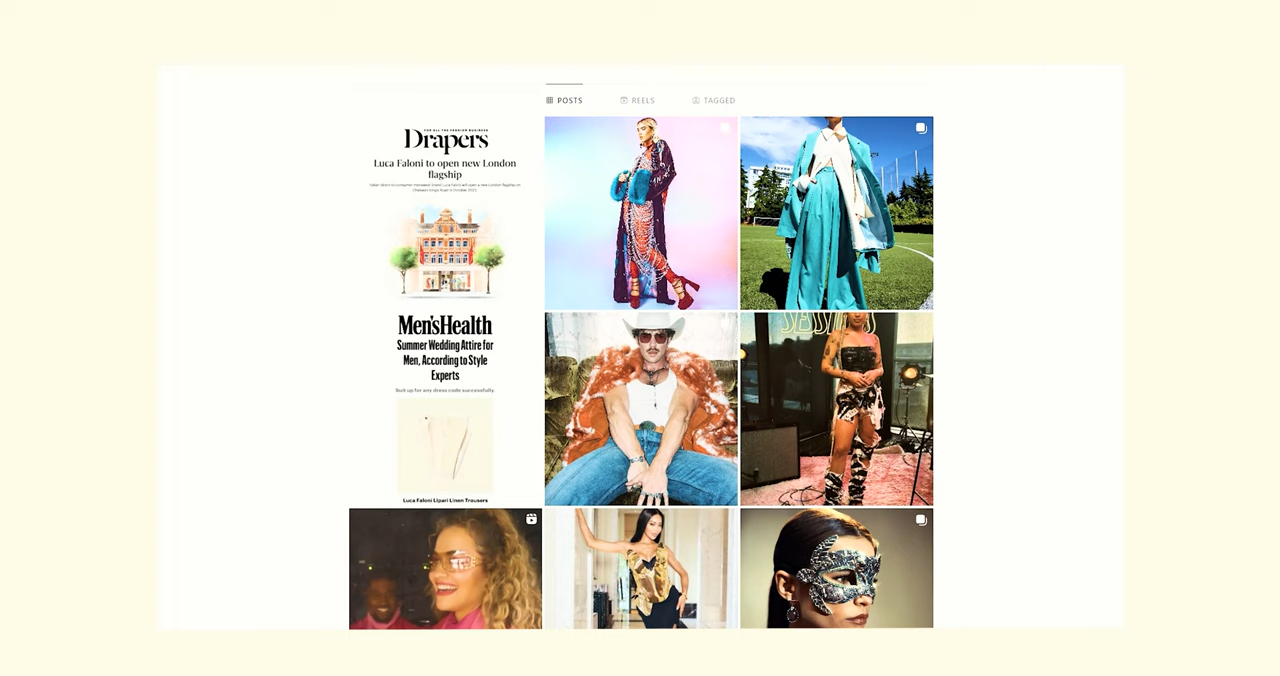 POSTS REELS TAGGED
FOR ALL THE FASHION BUSINESS
Drapers
Luca Faloni to open new London
flagship
Men'sHealth
Summer Wedding Attire for
Men, According to Style
Experts
Suit up for any dress code successfully.
Luca Faloni Lipari Linen Trousers
SESSIONS